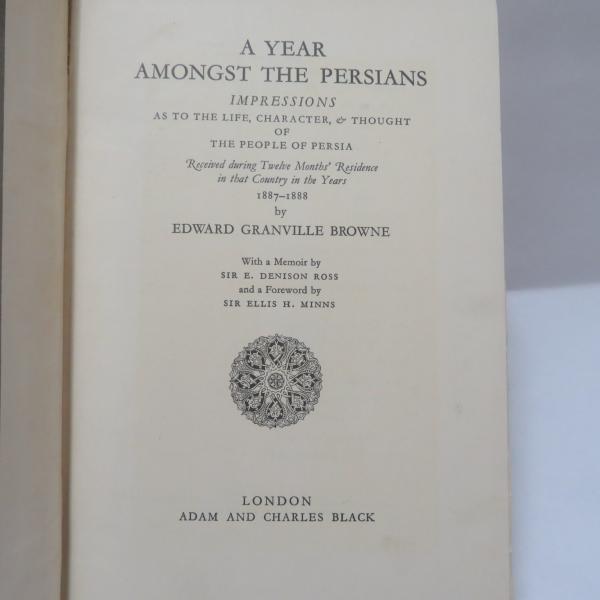 A YEAR
AMONGST THE PERSIANS
IMPRESSIONS
AS TO THE LIFE, CHARACTER, & THOUGHT
OF
THE PEOPLE OF PERSIA
Received during Twelve Months' Residence
in that Country in the Years
1887–1888
by
EDWARD GRANVILLE BROWNE
With a Memoir by
SIR E. DENISON ROSS
and a Foreword by
SIR ELLIS H. MINNS
LONDON
ADAM AND CHARLES BLACK